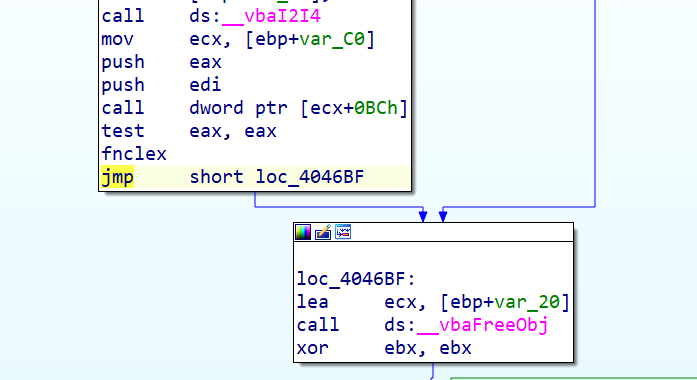 call ds:__vbaI2I4
mov ecx, [ebp+var_C0]
push eax
push edi
call dword ptr [ecx+0BCh]
test eax, eax
fnclex
jmp short loc_4046BF
loc_4046BF:
lea ecx, [ebp+var_20]
call ds:__vbaFreeObj
xor ebx, ebx